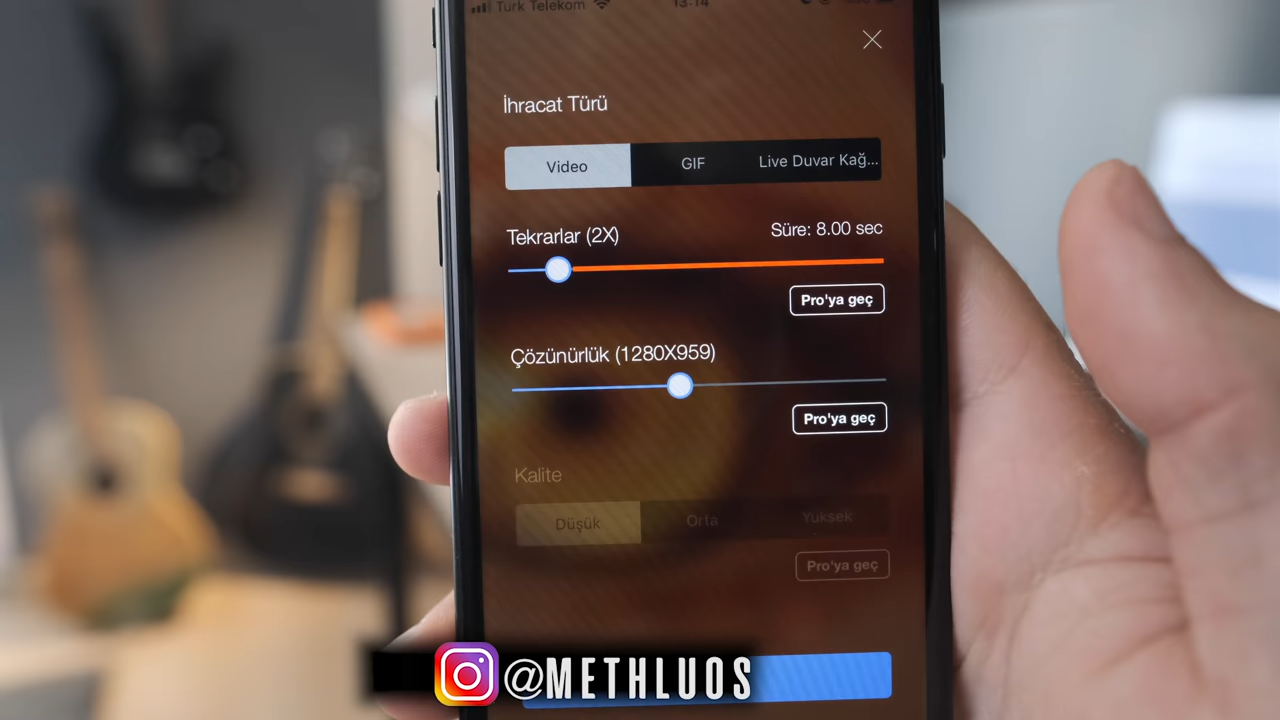 Turk Telekom 13:14
İhracat Türü
Video GIF Live Duvar Kağ...
Tekrarlar (2X) Süre: 8.00 sec
Pro'ya geç
Çözünürlük (1280X959)
Pro'ya geç
Kalite
Düşük Orta Yüksek
Pro'ya geç
@METHLUOS